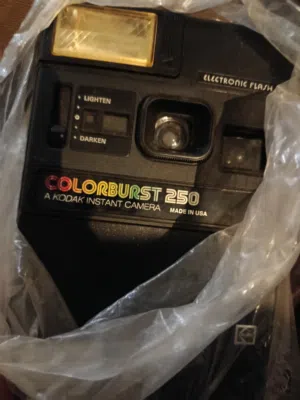 ELECTRONIC FLASH
LIGHTEN
DARKEN
COLORBURST 250
A KODAK INSTANT CAMERA MADE IN USA